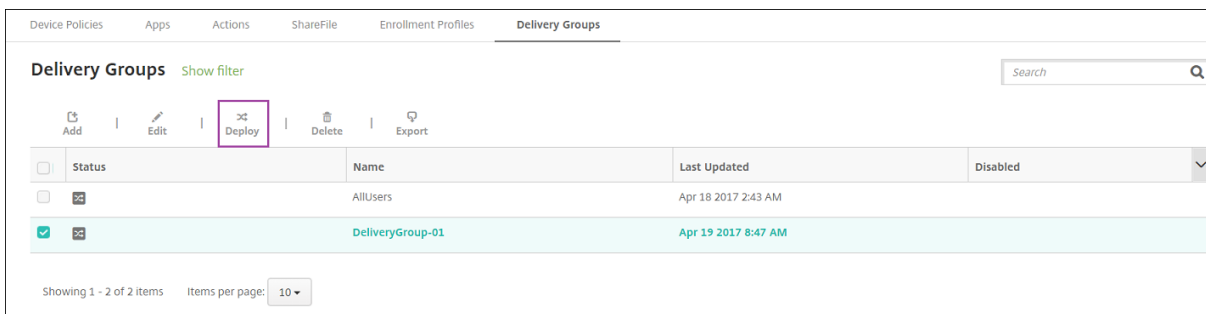 Device Policies Apps Actions ShareFile Enrollment Profiles Delivery Groups
Delivery Groups Show filter Search
Add | Edit | Deploy | Delete | Export
Status Name Last Updated Disabled
AllUsers Apr 18 2017 2:43 AM
DeliveryGroup-01 Apr 19 2017 8:47 AM
Showing 1 - 2 of 2 items Items per page: 10